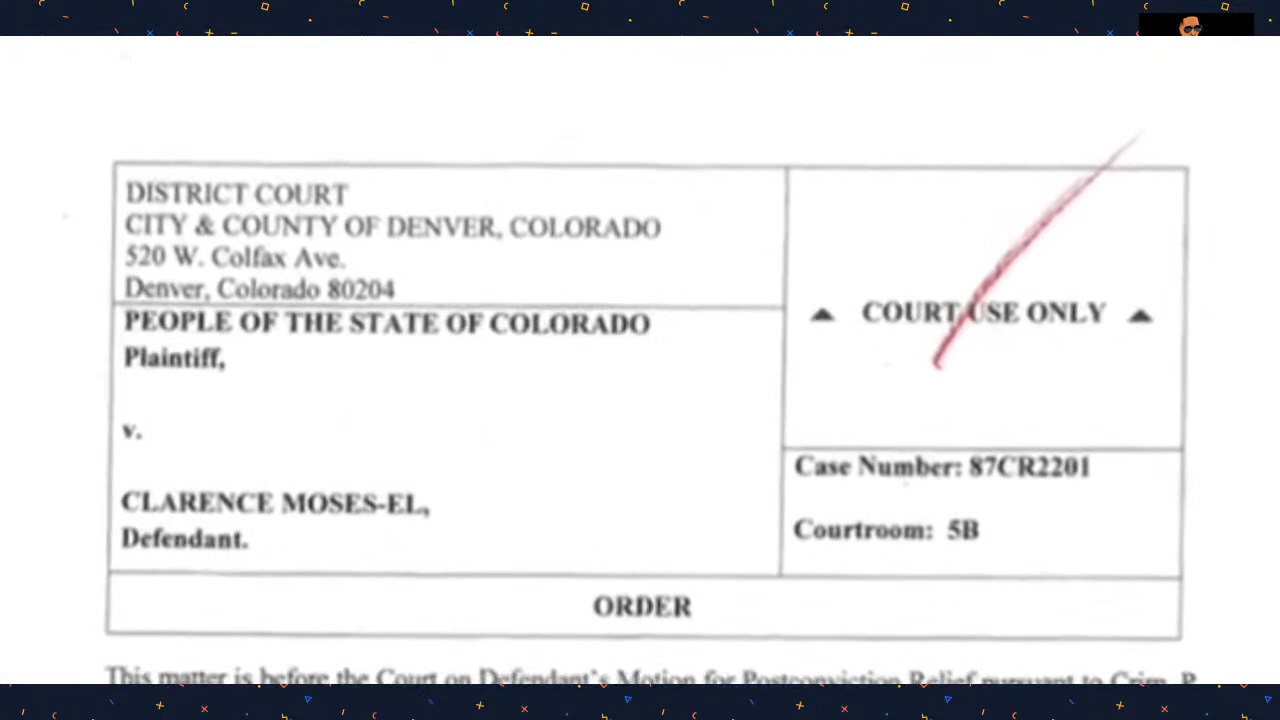 DISTRICT COURT
CITY & COUNTY OF DENVER, COLORADO
520 W. Colfax Ave.
Denver, Colorado 80204
PEOPLE OF THE STATE OF COLORADO
Plaintiff,
v.
CLARENCE MOSES-EL,
Defendant.
▲ COURT USE ONLY ▲
Case Number: 87CR2201
Courtroom: 5B
ORDER
This matter is before the Court on Defendant's Motion for Postconviction Relief pursuant to Crim. P.